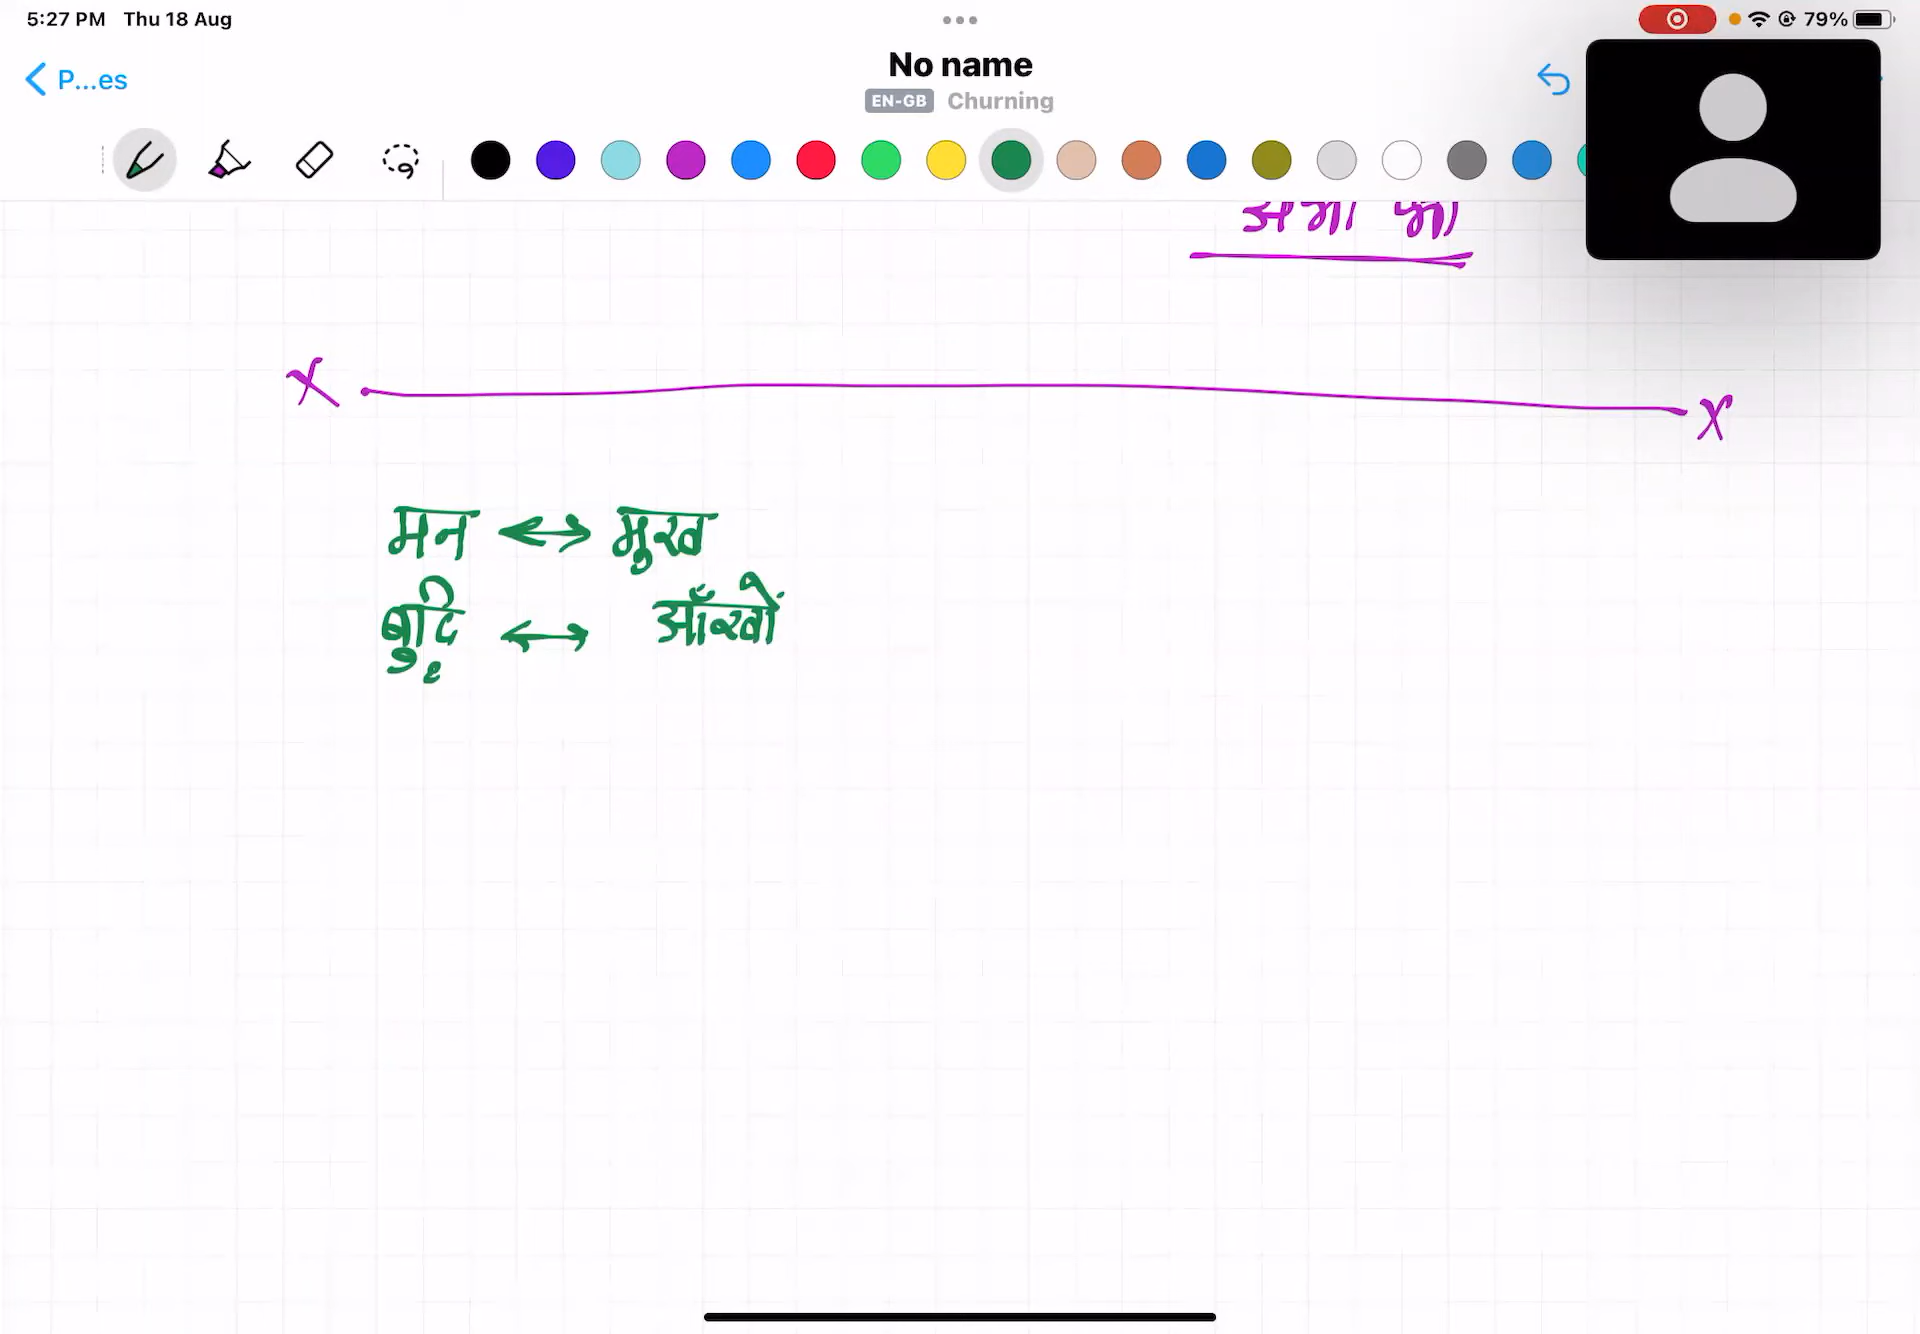 5:27 PM Thu 18 Aug 79%
P...es
No name
EN-GB Churning
X X
मन ↔ मुख
बुद्धि ↔ आँखों